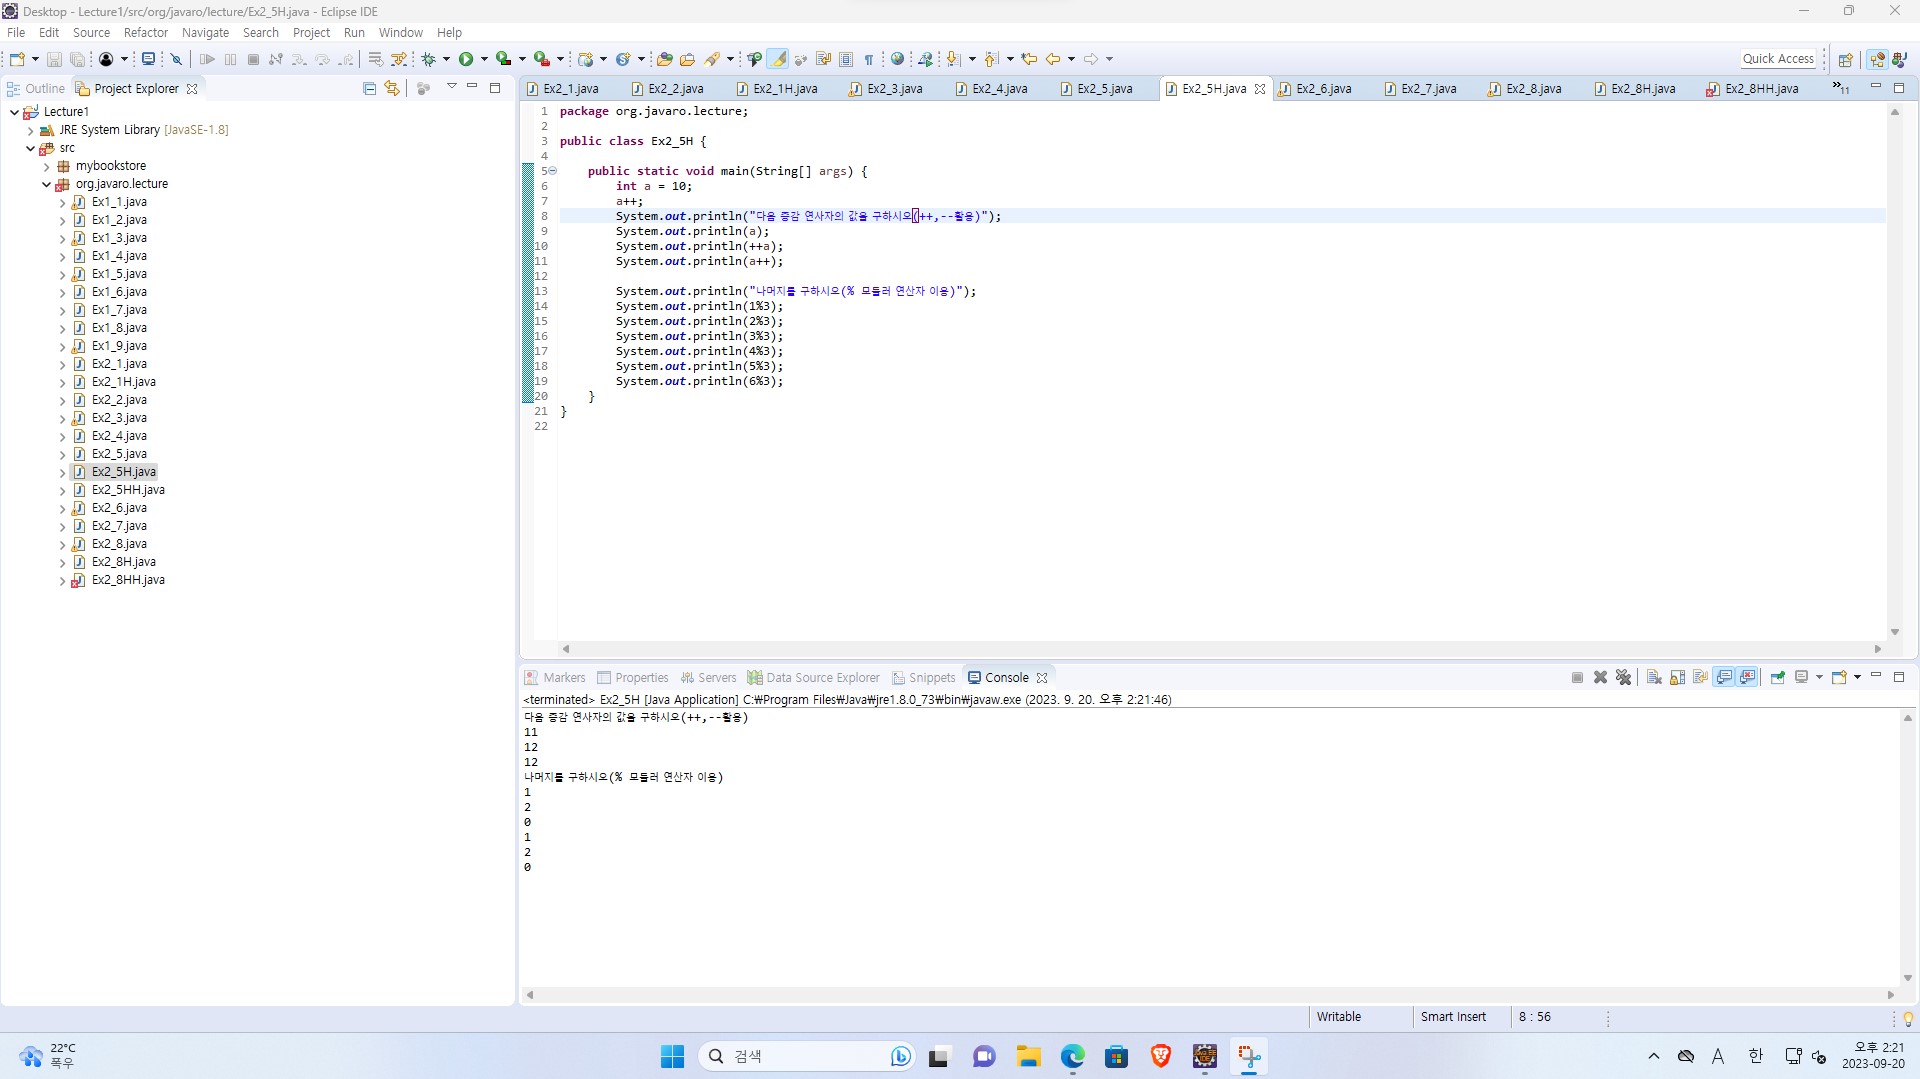 Desktop - Lecture1/src/org/javaro/lecture/Ex2_5H.java - Eclipse IDE
File Edit Source Refactor Navigate Search Project Run Window Help
Quick Access
Outline Project Explorer
Lecture1
JRE System Library [JavaSE-1.8]
src
mybookstore
org.javaro.lecture
Ex1_1.java
Ex1_2.java
Ex1_3.java
Ex1_4.java
Ex1_5.java
Ex1_6.java
Ex1_7.java
Ex1_8.java
Ex1_9.java
Ex2_1.java
Ex2_1H.java
Ex2_2.java
Ex2_3.java
Ex2_4.java
Ex2_5.java
Ex2_5H.java
Ex2_5HH.java
Ex2_6.java
Ex2_7.java
Ex2_8.java
Ex2_8H.java
Ex2_8HH.java
Ex2_1.java Ex2_2.java Ex2_1H.java Ex2_3.java Ex2_4.java Ex2_5.java Ex2_5H.java Ex2_6.java Ex2_7.java Ex2_8.java Ex2_8H.java Ex2_8HH.java »11
1 package org.javaro.lecture;
2
3 public class Ex2_5H {
4
5 public static void main(String[] args) {
6 int a = 10;
7 a++;
8 System.out.println("다음 증감 연사자의 값을 구하시오(++,--활용)");
9 System.out.println(a);
10 System.out.println(++a);
11 System.out.println(a++);
12
13 System.out.println("나머지를 구하시오(% 모듈러 연산자 이용)");
14 System.out.println(1%3);
15 System.out.println(2%3);
16 System.out.println(3%3);
17 System.out.println(4%3);
18 System.out.println(5%3);
19 System.out.println(6%3);
20 }
21 }
22
Markers Properties Servers Data Source Explorer Snippets Console
<terminated> Ex2_5H [Java Application] C:₩Program Files₩Java₩jre1.8.0_73₩bin₩javaw.exe (2023. 9. 20. 오후 2:21:46)
다음 증감 연사자의 값을 구하시오(++,--활용)
11
12
12
나머지를 구하시오(% 모듈러 연산자 이용)
1
2
0
1
2
0
Writable Smart Insert 8 : 56
22°C
폭우
검색
A 한
오후 2:21
2023-09-20